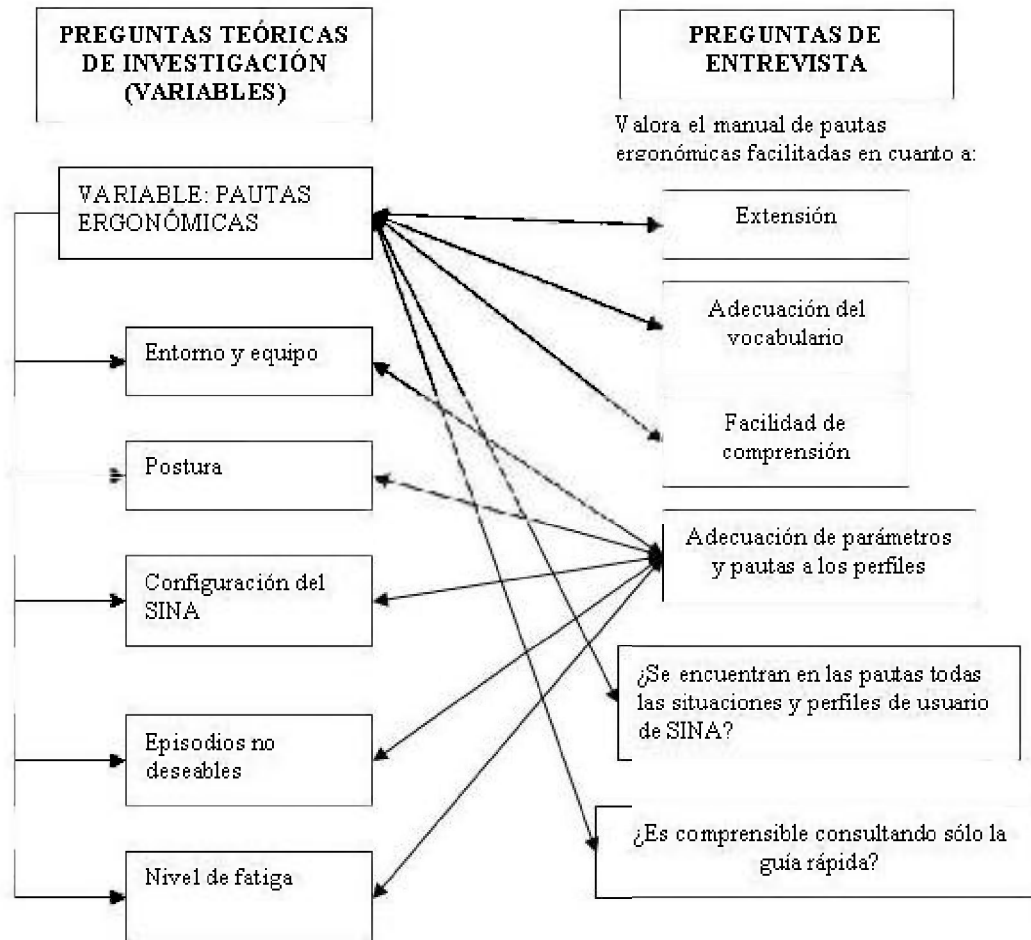 PREGUNTAS TEÓRICAS
DE INVESTIGACIÓN
(VARIABLES)
VARIABLE: PAUTAS
ERGONÓMICAS
Entorno y equipo
Postura
Configuración del
SINA
Episodios no
deseables
Nivel de fatiga
PREGUNTAS DE
ENTREVISTA
Valora el manual de pautas
ergonómicas facilitadas en cuanto a:
Extensión
Adecuación del
vocabulario
Facilidad de
comprensión
Adecuación de parámetros
y pautas a los perfiles
¿Se encuentran en las pautas todas
las situaciones y perfiles de usuario
de SINA?
¿Es comprensible consultando sólo la
guía rápida?